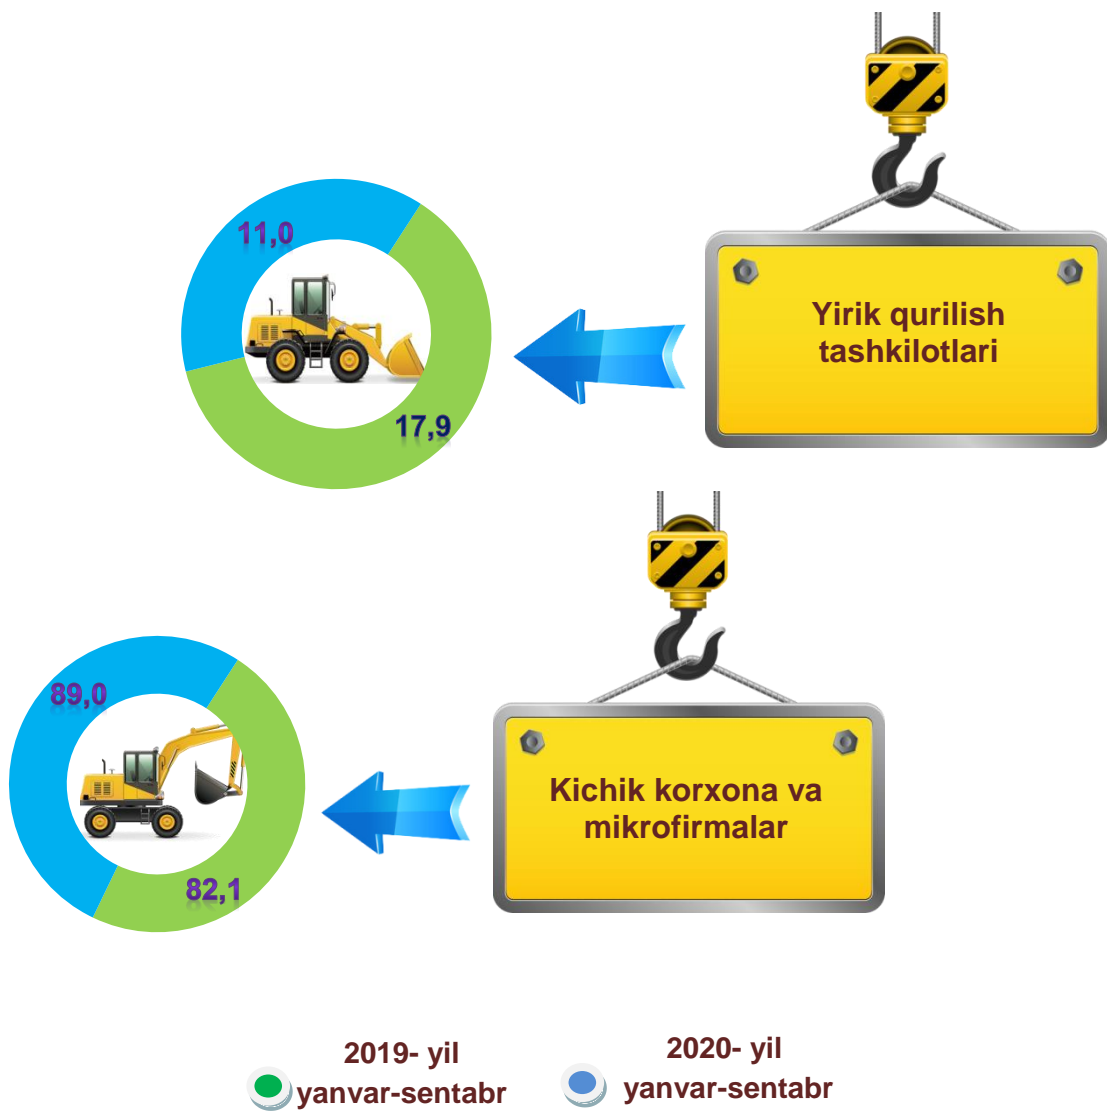 11,0
17,9
Yirik qurilish
tashkilotlari
89,0
82,1
Kichik korxona va
mikrofirmalar
2019- yil
yanvar-sentabr
2020- yil
yanvar-sentabr